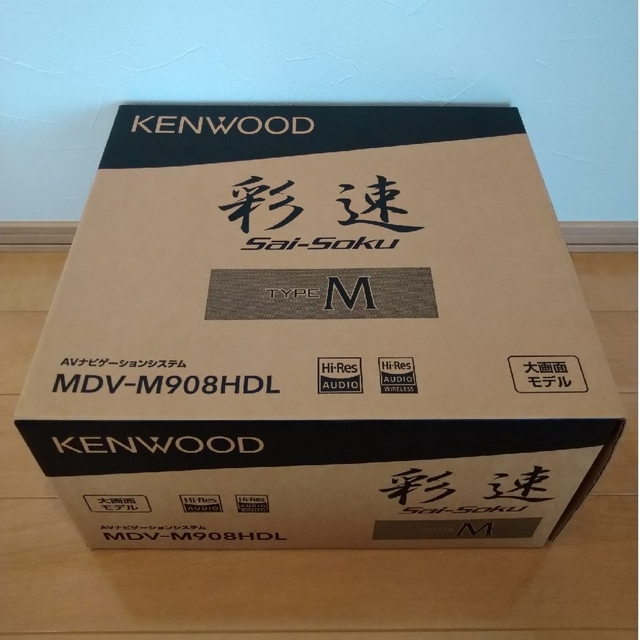 KENWOOD
彩速
Sai-Soku
TYPE M
AVナビゲーションシステム
MDV-M908HDL
Hi-Res
AUDIO
Hi-Res
AUDIO
WIRELESS
大画面
モデル
KENWOOD
大画面
モデル
Hi-Res
AUDIO
Hi-Res
AUDIO
彩速
Sai-Soku
TYPE M
AVナビゲーションシステム
MDV-M908HDL